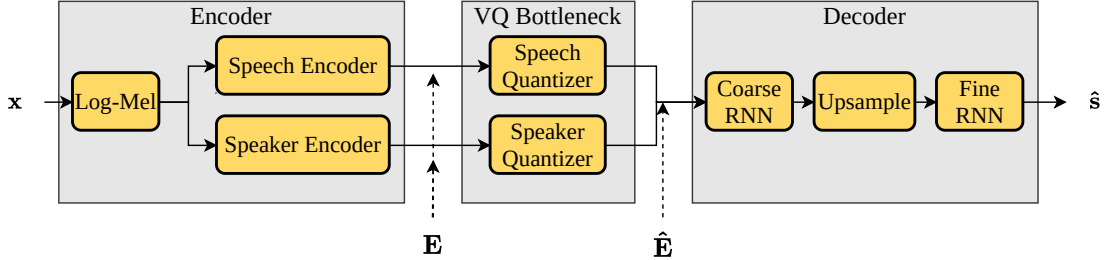 Encoder
VQ Bottleneck
Decoder
x
Log-Mel
Speech Encoder
Speaker Encoder
Speech
Quantizer
Speaker
Quantizer
Coarse
RNN
Upsample
Fine
RNN
ŝ
E
Ê